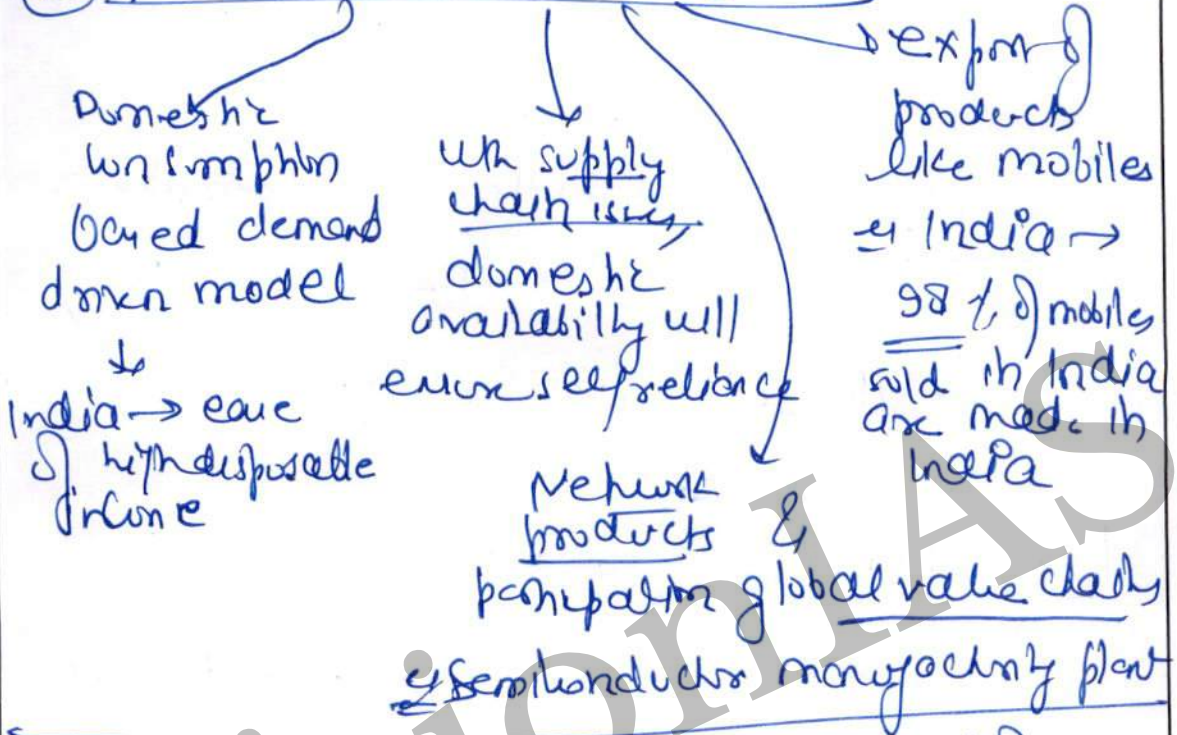 Domestic
consumption
based demand
driven model
↓
India → case
of high disposable
income
with supply
chain issues,
domestic
availability will
ensure self reliance
Network
products &
participation global value chains
eg Semiconductor manufacturing plant
→ export of
products
like mobiles
eg India →
98 % of mobiles
sold in India
are made in
India
ionIAS